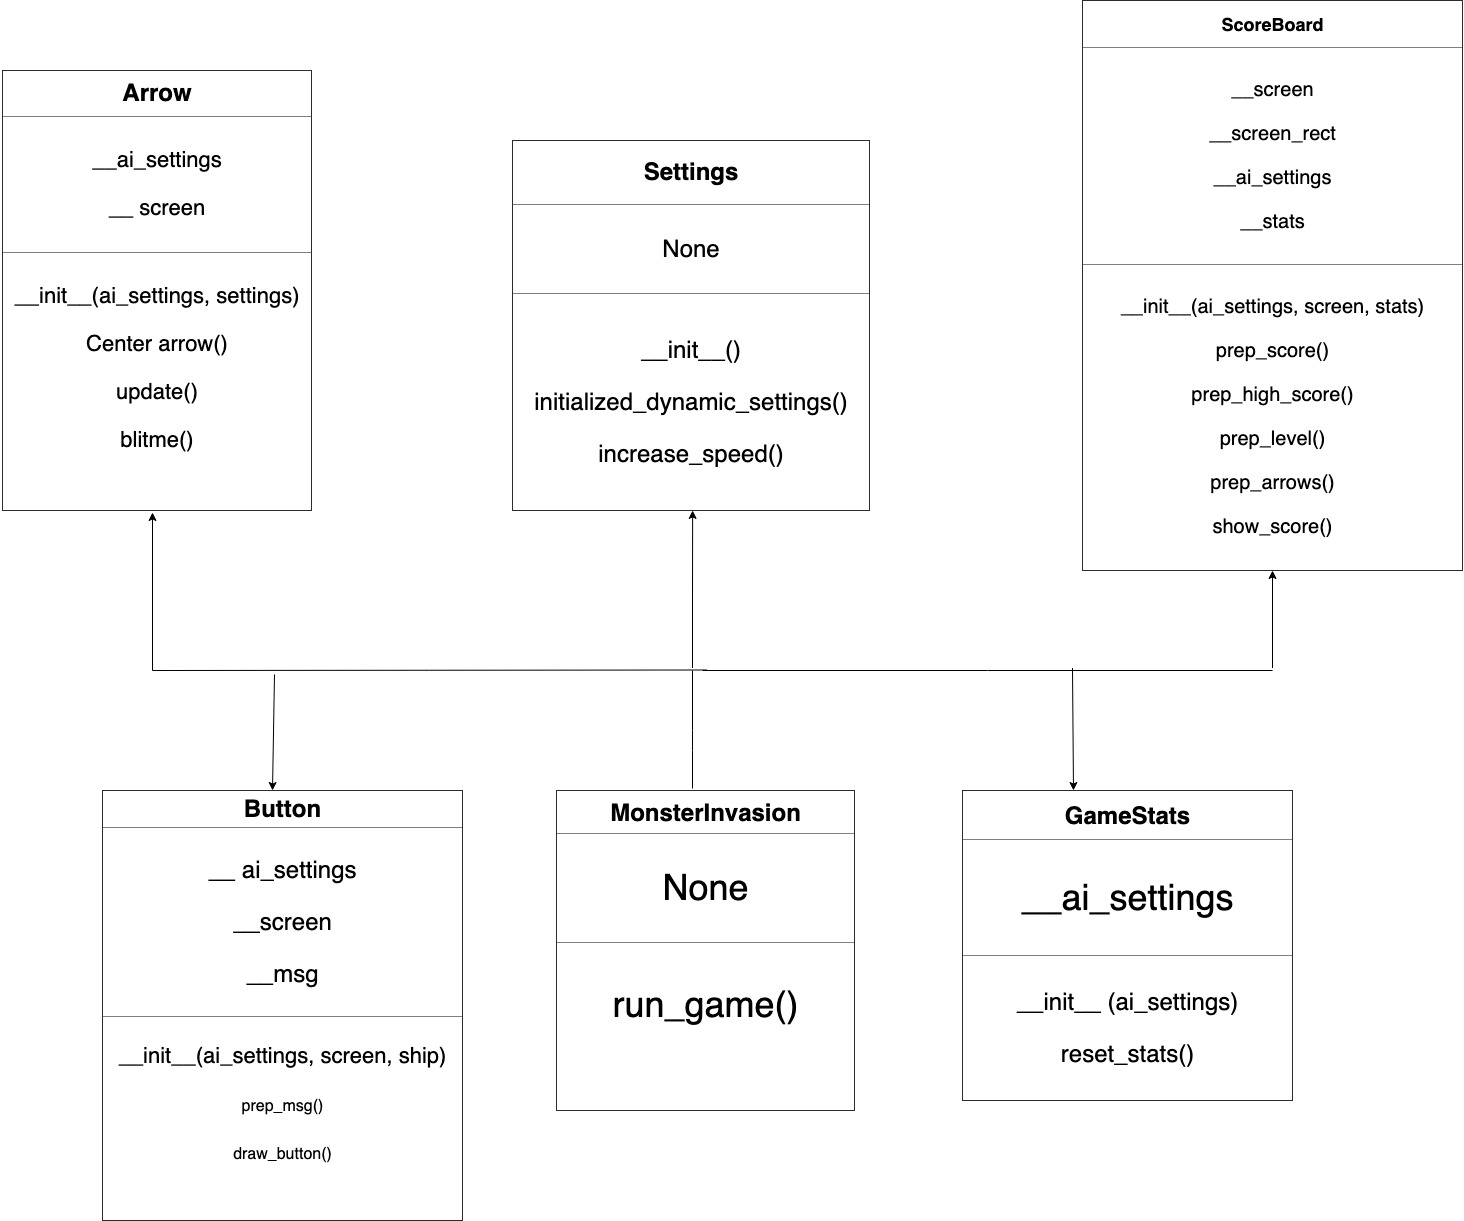 Arrow
__ai_settings
__ screen
__init__(ai_settings, settings)
Center arrow()
update()
blitme()
Settings
None
__init__()
initialized_dynamic_settings()
increase_speed()
ScoreBoard
__screen
__screen_rect
__ai_settings
__stats
__init__(ai_settings, screen, stats)
prep_score()
prep_high_score()
prep_level()
prep_arrows()
show_score()
Button
__ ai_settings
__screen
__msg
__init__(ai_settings, screen, ship)
prep_msg()
draw_button()
MonsterInvasion
None
run_game()
GameStats
__ai_settings
__init__ (ai_settings)
reset_stats()